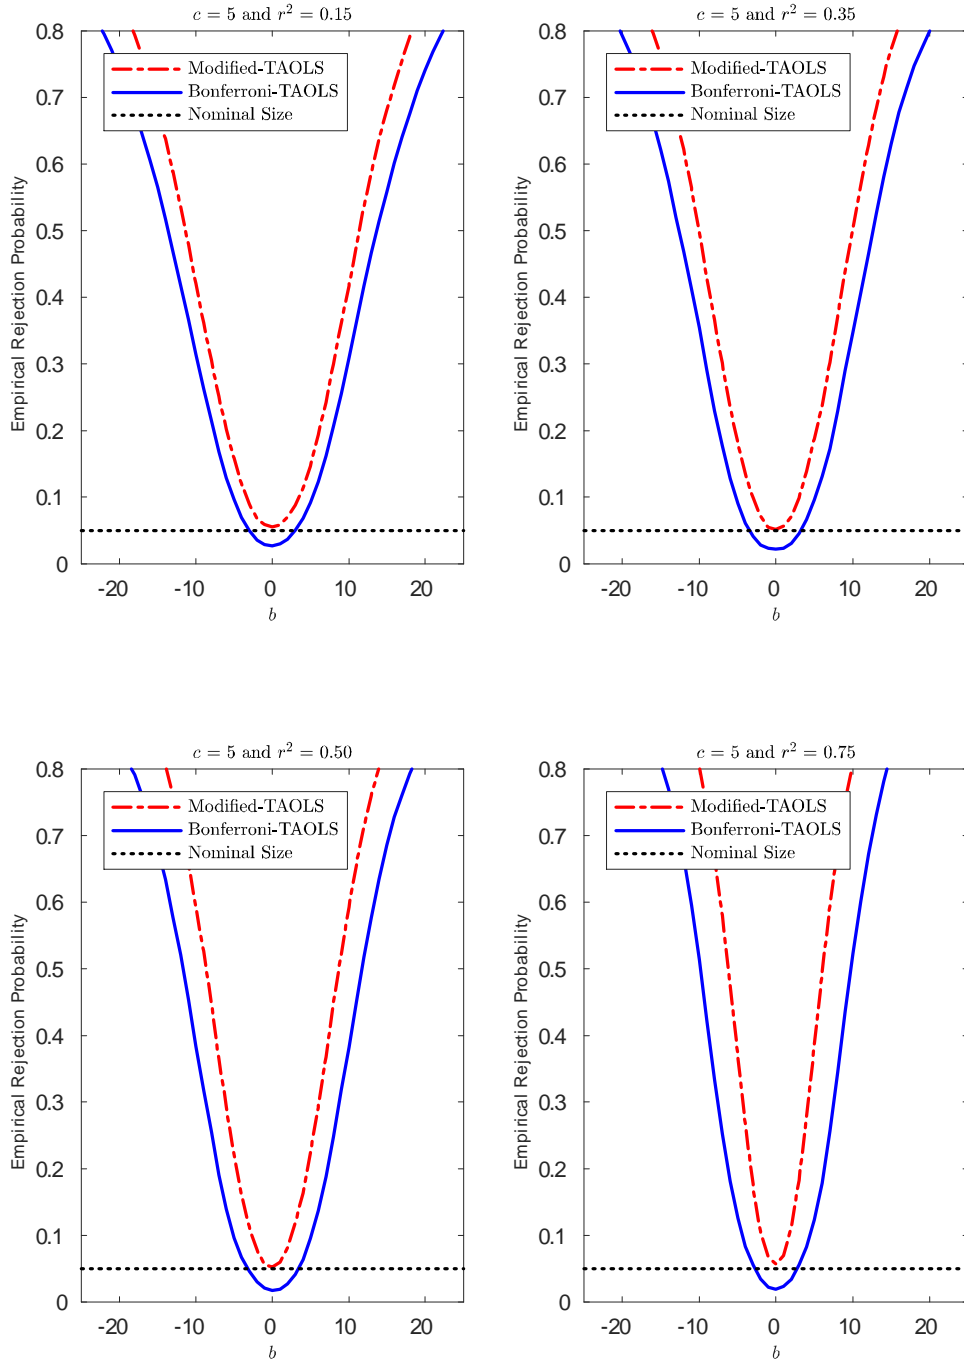 c = 5 and r² = 0.15
0.8
0.7
0.6
0.5
0.4
0.3
0.2
0.1
0
Empirical Rejection Probability
Modified-TAOLS
Bonferroni-TAOLS
Nominal Size
-20 -10 0 10 20
b
c = 5 and r² = 0.35
0.8
0.7
0.6
0.5
0.4
0.3
0.2
0.1
0
Empirical Rejection Probability
Modified-TAOLS
Bonferroni-TAOLS
Nominal Size
-20 -10 0 10 20
b
c = 5 and r² = 0.50
0.8
0.7
0.6
0.5
0.4
0.3
0.2
0.1
0
Empirical Rejection Probability
Modified-TAOLS
Bonferroni-TAOLS
Nominal Size
-20 -10 0 10 20
b
c = 5 and r² = 0.75
0.8
0.7
0.6
0.5
0.4
0.3
0.2
0.1
0
Empirical Rejection Probability
Modified-TAOLS
Bonferroni-TAOLS
Nominal Size
-20 -10 0 10 20
b